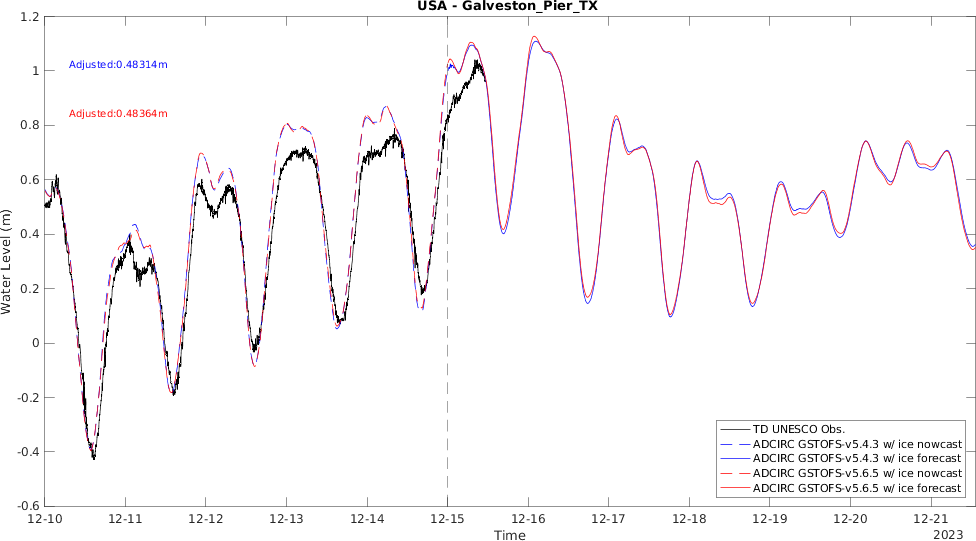 USA - Galveston_Pier_TX
Adjusted:0.48314m
Adjusted:0.48364m
Water Level (m)
1.2
1
0.8
0.6
0.4
0.2
0
-0.2
-0.4
-0.6
TD UNESCO Obs.
ADCIRC GSTOFS-v5.4.3 w/ ice nowcast
ADCIRC GSTOFS-v5.4.3 w/ ice forecast
ADCIRC GSTOFS-v5.6.5 w/ ice nowcast
ADCIRC GSTOFS-v5.6.5 w/ ice forecast
12-10 12-11 12-12 12-13 12-14 12-15 12-16 12-17 12-18 12-19 12-20 12-21
Time
2023